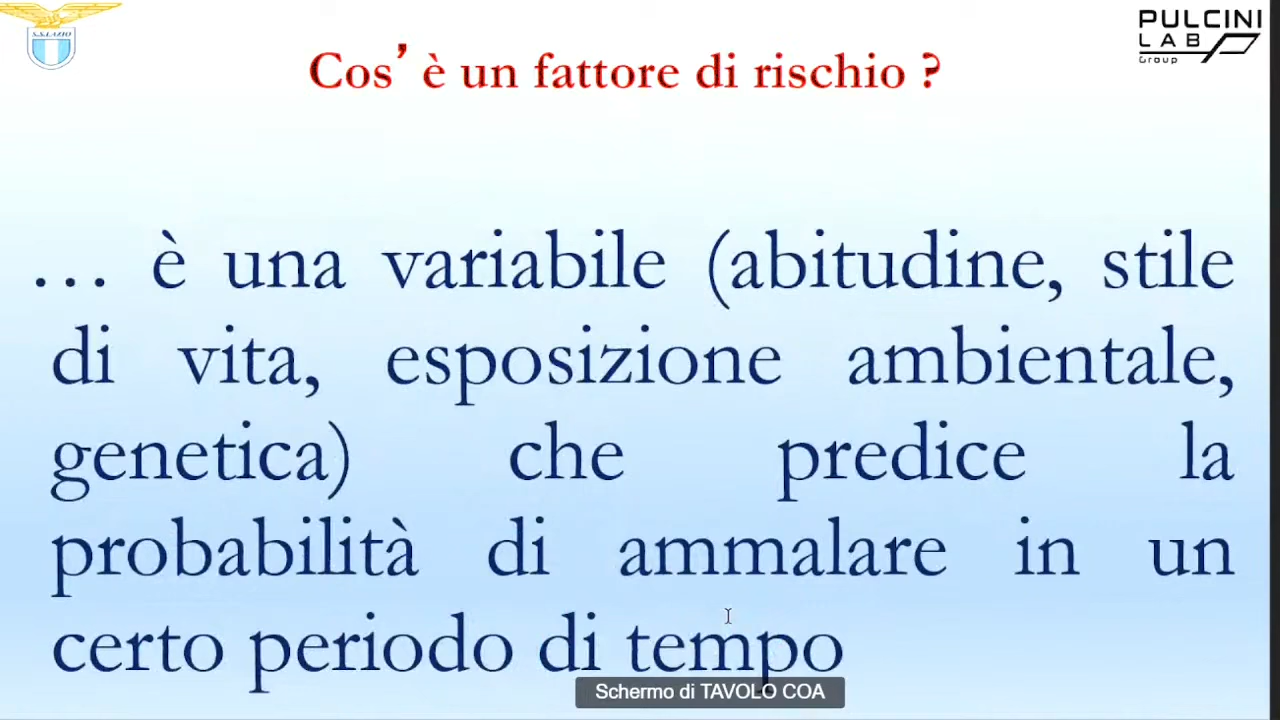 S.S.LAZIO
PULCINI
LAB
Group
Cos’ è un fattore di rischio ?
… è una variabile (abitudine, stile
di vita, esposizione ambientale,
genetica) che predice la
probabilità di ammalare in un
certo periodo di tempo
Schermo di TAVOLO COA